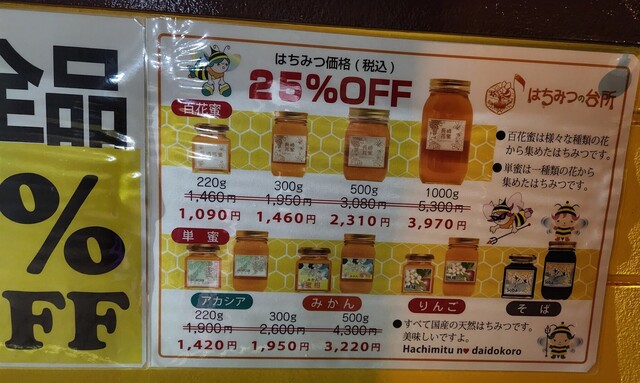 全品
%
FF
はちみつ価格(税込)
25%OFF
はちみつの台所
百花蜜
220g 300g 500g 1000g
1,460円 1,950円 3,080円 5,300円
1,090円 1,460円 2,310円 3,970円
●百花蜜は様々な種類の花
から集めたはちみつです。
●単蜜は一種類の花から
集めたはちみつです。
単蜜
アカシア みかん りんご そば
220g 300g 500g
1,900円 2,600円 4,300円
1,420円 1,950円 3,220円
●すべて国産の天然はちみつです。
美味しいですよ。
Hachimitu n♥ daidokoro